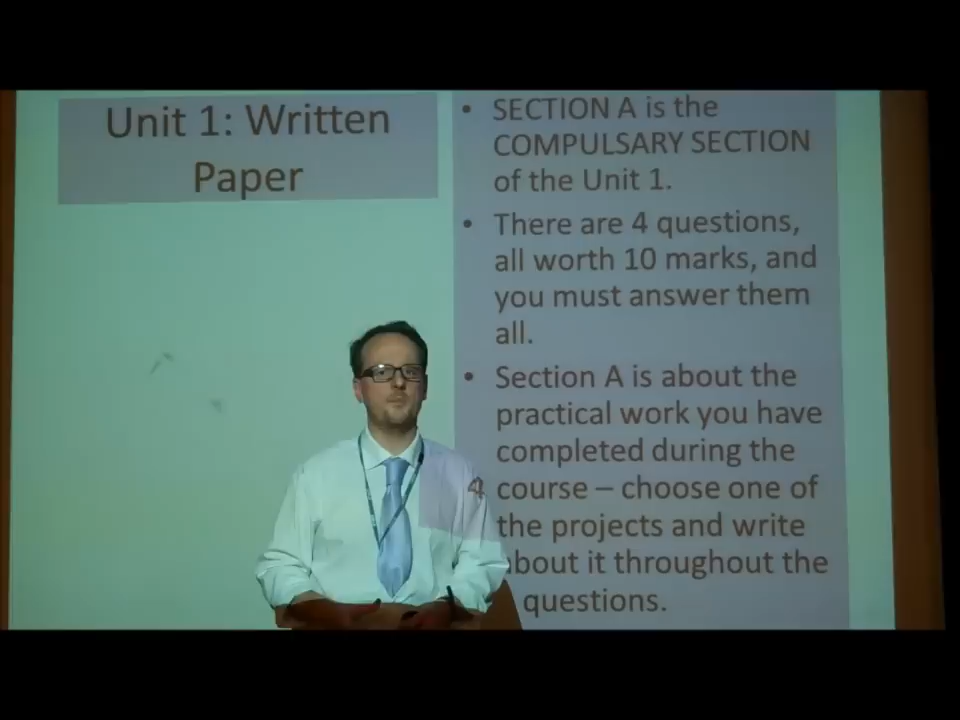 Unit 1: Written
Paper
• SECTION A is the
COMPULSARY SECTION
of the Unit 1.
• There are 4 questions,
all worth 10 marks, and
you must answer them
all.
• Section A is about the
practical work you have
completed during the
course – choose one of
the projects and write
about it throughout the
questions.